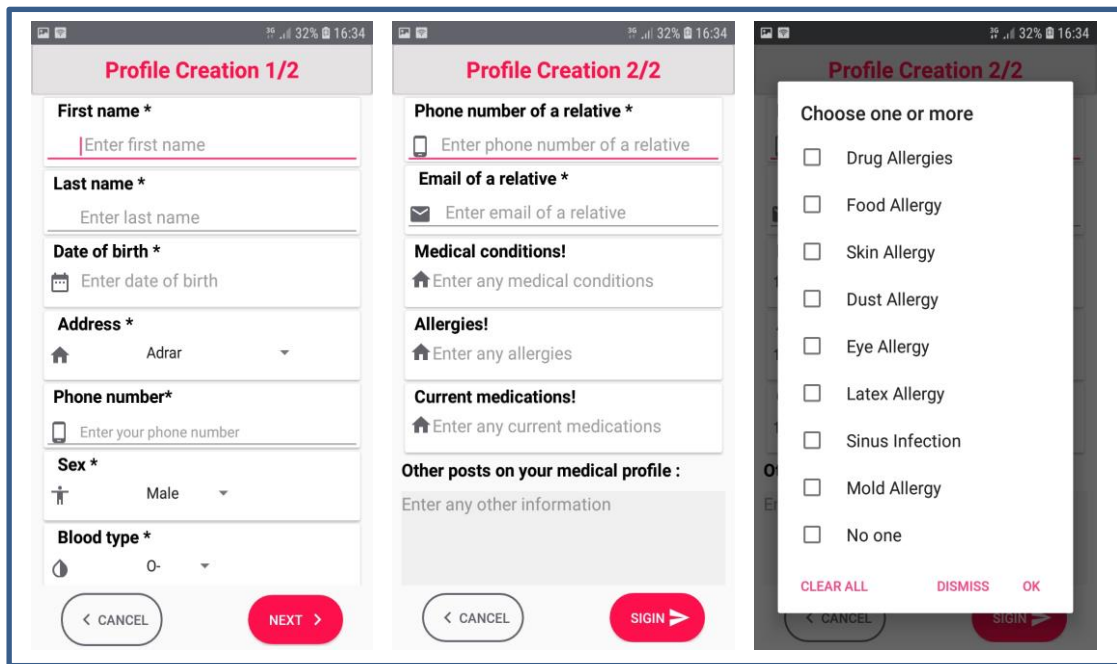 3G 32% 16:34
Profile Creation 1/2
First name *
Enter first name
Last name *
Enter last name
Date of birth *
Enter date of birth
Address *
Adrar
Phone number*
Enter your phone number
Sex *
Male
Blood type *
O-
CANCEL
NEXT
3G 32% 16:34
Profile Creation 2/2
Phone number of a relative *
Enter phone number of a relative
Email of a relative *
Enter email of a relative
Medical conditions!
Enter any medical conditions
Allergies!
Enter any allergies
Current medications!
Enter any current medications
Other posts on your medical profile :
Enter any other information
CANCEL
SIGIN
3G 32% 16:34
Profile Creation 2/2
Choose one or more
Drug Allergies
Food Allergy
Skin Allergy
Dust Allergy
Eye Allergy
Latex Allergy
Sinus Infection
Mold Allergy
No one
CLEAR ALL DISMISS OK
CANCEL
SIGIN